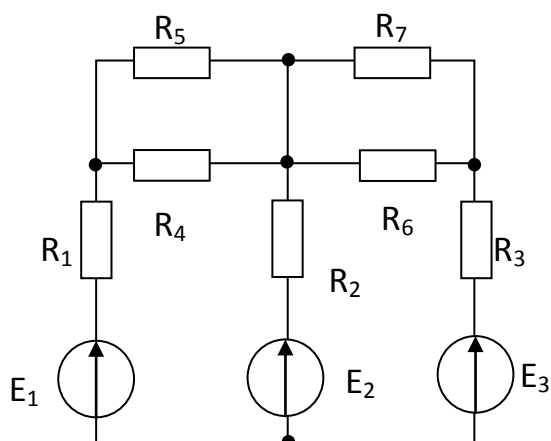 R₅ R₇
R₄ R₆
R₁ R₂ R₃
E₁ E₂ E₃